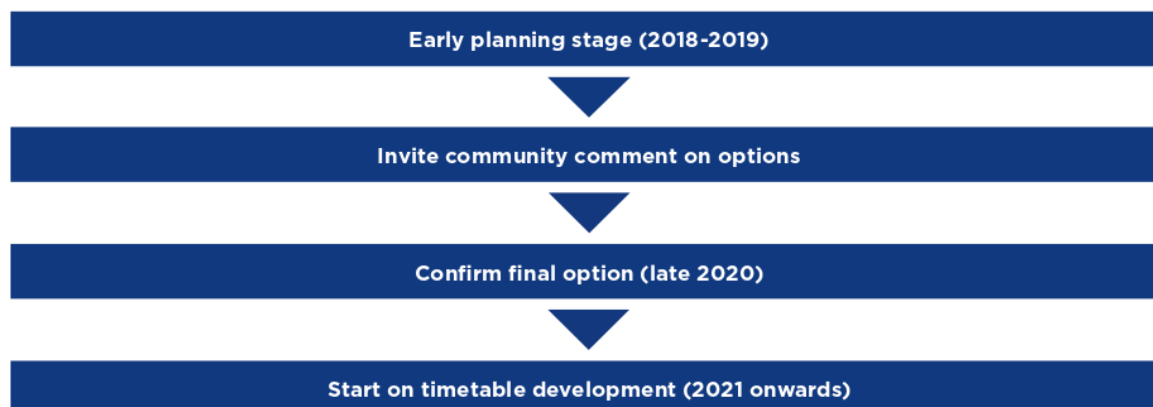 Early planning stage (2018-2019)
Invite community comment on options
Confirm final option (late 2020)
Start on timetable development (2021 onwards)